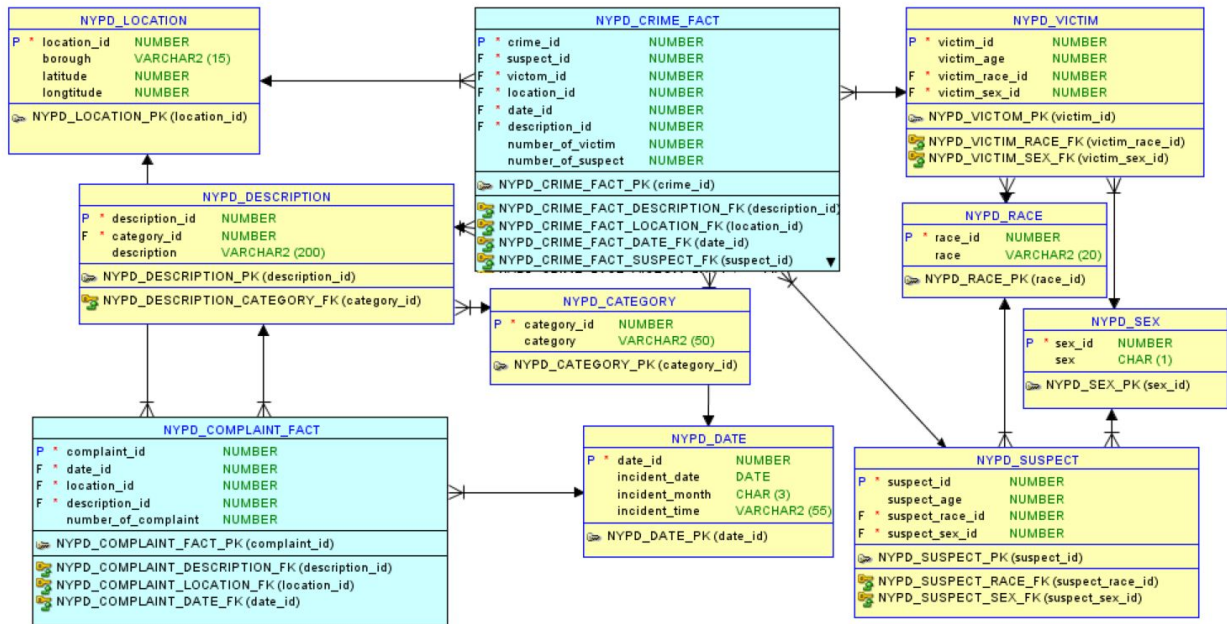 NYPD_LOCATION
P * location_id NUMBER
borough VARCHAR2 (15)
latitude NUMBER
longtitude NUMBER
NYPD_LOCATION_PK (location_id)
NYPD_CRIME_FACT
P * crime_id NUMBER
F * suspect_id NUMBER
F * victom_id NUMBER
F * location_id NUMBER
F * date_id NUMBER
F * description_id NUMBER
number_of_victim NUMBER
number_of_suspect NUMBER
NYPD_CRIME_FACT_PK (crime_id)
NYPD_CRIME_FACT_DESCRIPTION_FK (description_id)
NYPD_CRIME_FACT_LOCATION_FK (location_id)
NYPD_CRIME_FACT_DATE_FK (date_id)
NYPD_CRIME_FACT_SUSPECT_FK (suspect_id)
NYPD_VICTIM
P * victim_id NUMBER
victim_age NUMBER
F * victim_race_id NUMBER
F * victim_sex_id NUMBER
NYPD_VICTOM_PK (victim_id)
NYPD_VICTIM_RACE_FK (victim_race_id)
NYPD_VICTIM_SEX_FK (victim_sex_id)
NYPD_DESCRIPTION
P * description_id NUMBER
F * category_id NUMBER
description VARCHAR2 (200)
NYPD_DESCRIPTION_PK (description_id)
NYPD_DESCRIPTION_CATEGORY_FK (category_id)
NYPD_RACE
P * race_id NUMBER
race VARCHAR2 (20)
NYPD_RACE_PK (race_id)
NYPD_CATEGORY
P * category_id NUMBER
category VARCHAR2 (50)
NYPD_CATEGORY_PK (category_id)
NYPD_SEX
P * sex_id NUMBER
sex CHAR (1)
NYPD_SEX_PK (sex_id)
NYPD_COMPLAINT_FACT
P * complaint_id NUMBER
F * date_id NUMBER
F * location_id NUMBER
F * description_id NUMBER
number_of_complaint NUMBER
NYPD_COMPLAINT_FACT_PK (complaint_id)
NYPD_COMPLAINT_DESCRIPTION_FK (description_id)
NYPD_COMPLAINT_LOCATION_FK (location_id)
NYPD_COMPLAINT_DATE_FK (date_id)
NYPD_DATE
P * date_id NUMBER
incident_date DATE
incident_month CHAR (3)
incident_time VARCHAR2 (55)
NYPD_DATE_PK (date_id)
NYPD_SUSPECT
P * suspect_id NUMBER
suspect_age NUMBER
F * suspect_race_id NUMBER
F * suspect_sex_id NUMBER
NYPD_SUSPECT_PK (suspect_id)
NYPD_SUSPECT_RACE_FK (suspect_race_id)
NYPD_SUSPECT_SEX_FK (suspect_sex_id)